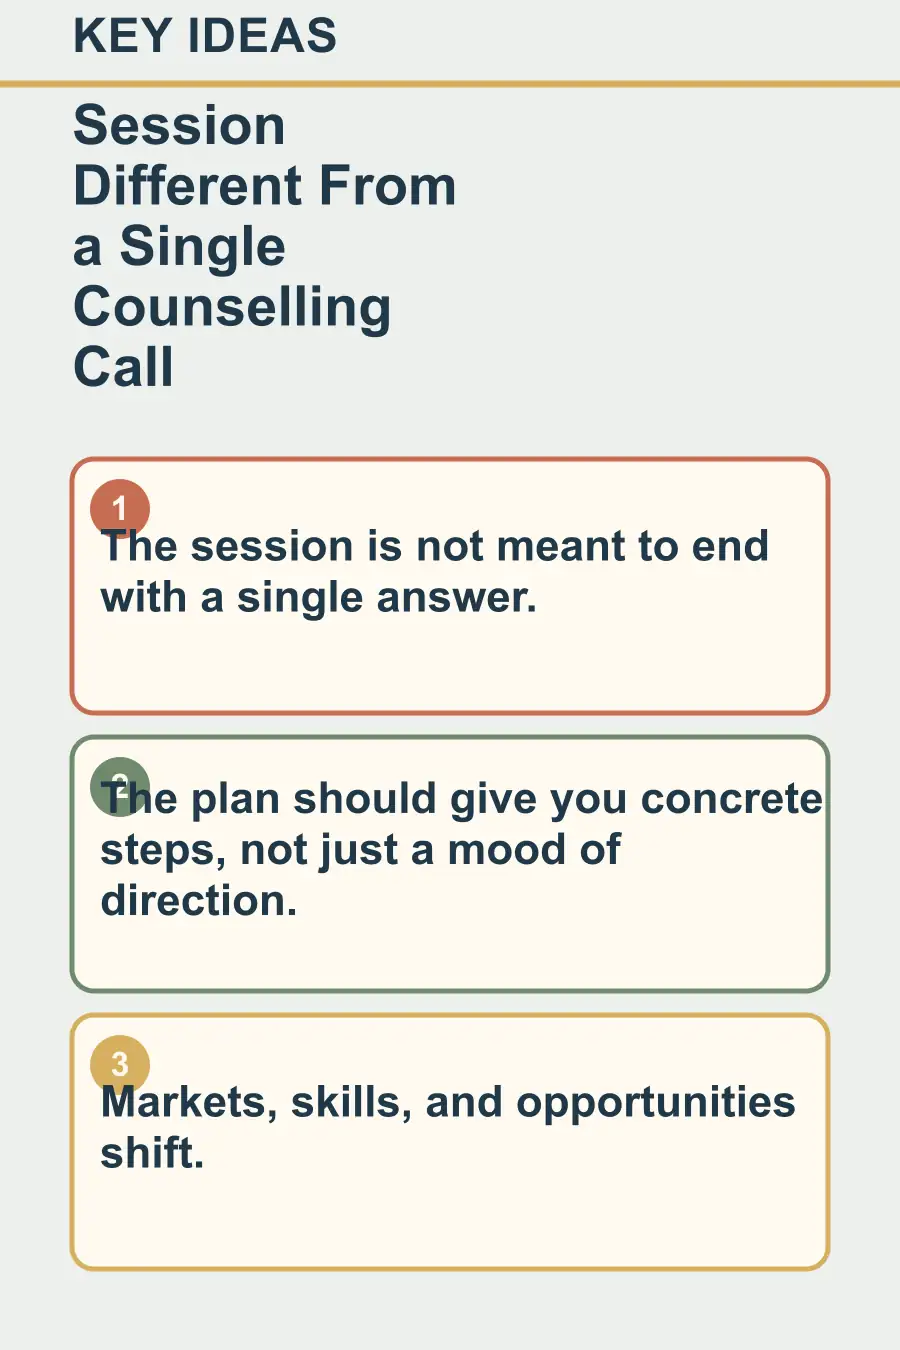 KEY IDEAS
Session
Different From
a Single
Counselling
Call
1
The session is not meant to end
with a single answer.
2
The plan should give you concrete
steps, not just a mood of
direction.
3
Markets, skills, and opportunities
shift.